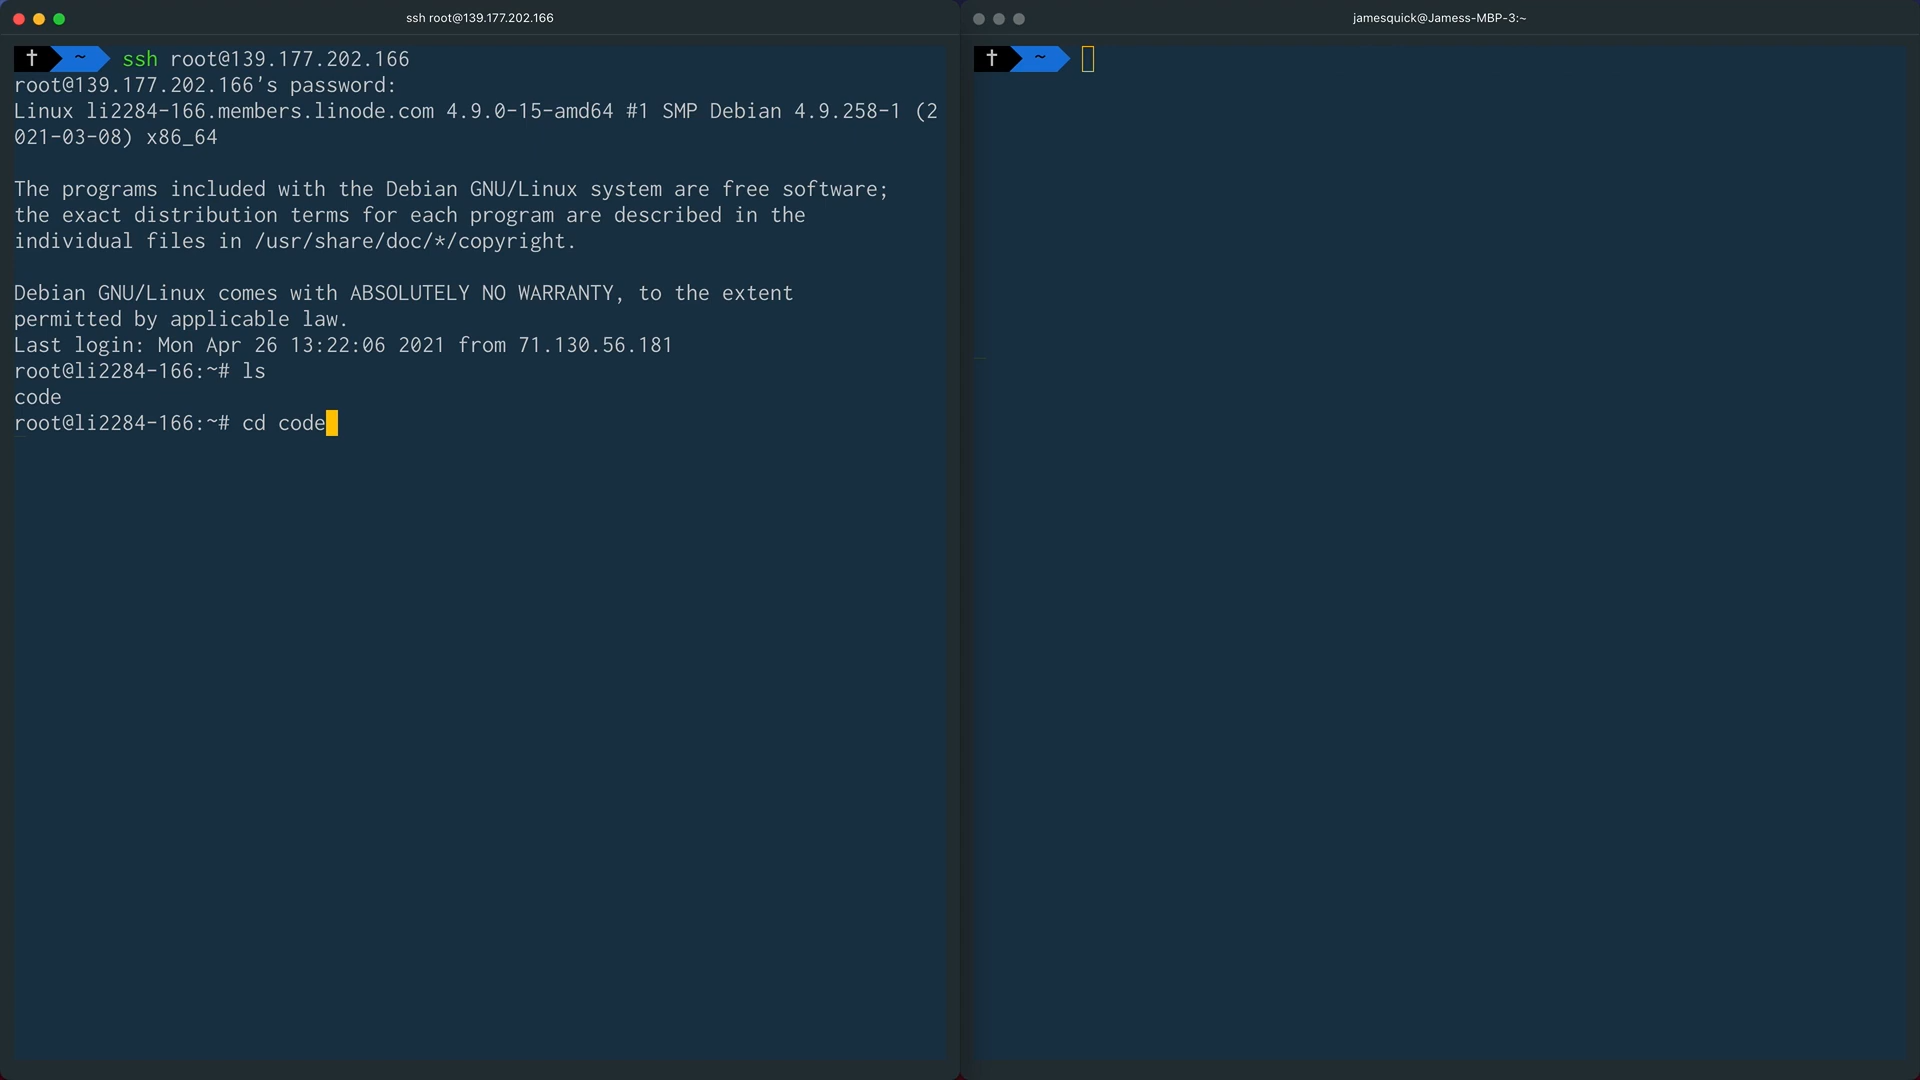 ssh root@139.177.202.166
† ~ ssh root@139.177.202.166
root@139.177.202.166's password:
Linux li2284-166.members.linode.com 4.9.0-15-amd64 #1 SMP Debian 4.9.258-1 (2
021-03-08) x86_64
The programs included with the Debian GNU/Linux system are free software;
the exact distribution terms for each program are described in the
individual files in /usr/share/doc/*/copyright.
Debian GNU/Linux comes with ABSOLUTELY NO WARRANTY, to the extent
permitted by applicable law.
Last login: Mon Apr 26 13:22:06 2021 from 71.130.56.181
root@li2284-166:~# ls
code
root@li2284-166:~# cd code
jamesquick@Jamess-MBP-3:~
† ~